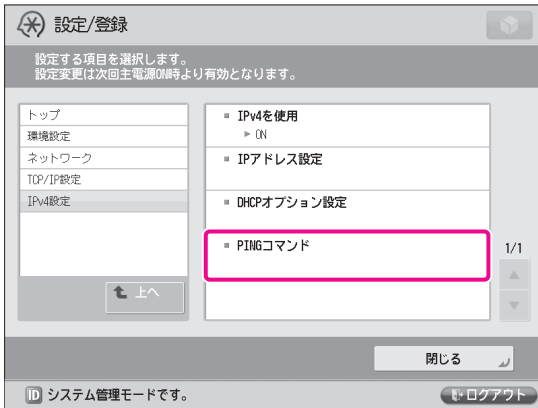 設定/登録
設定する項目を選択します。
設定変更は次回主電源ON時より有効となります。
トップ
環境設定
ネットワーク
TCP/IP設定
IPv4設定
上へ
IPv4を使用
ON
IPアドレス設定
DHCPオプション設定
PINGコマンド
1/1
閉じる
ID システム管理モードです。
ログアウト